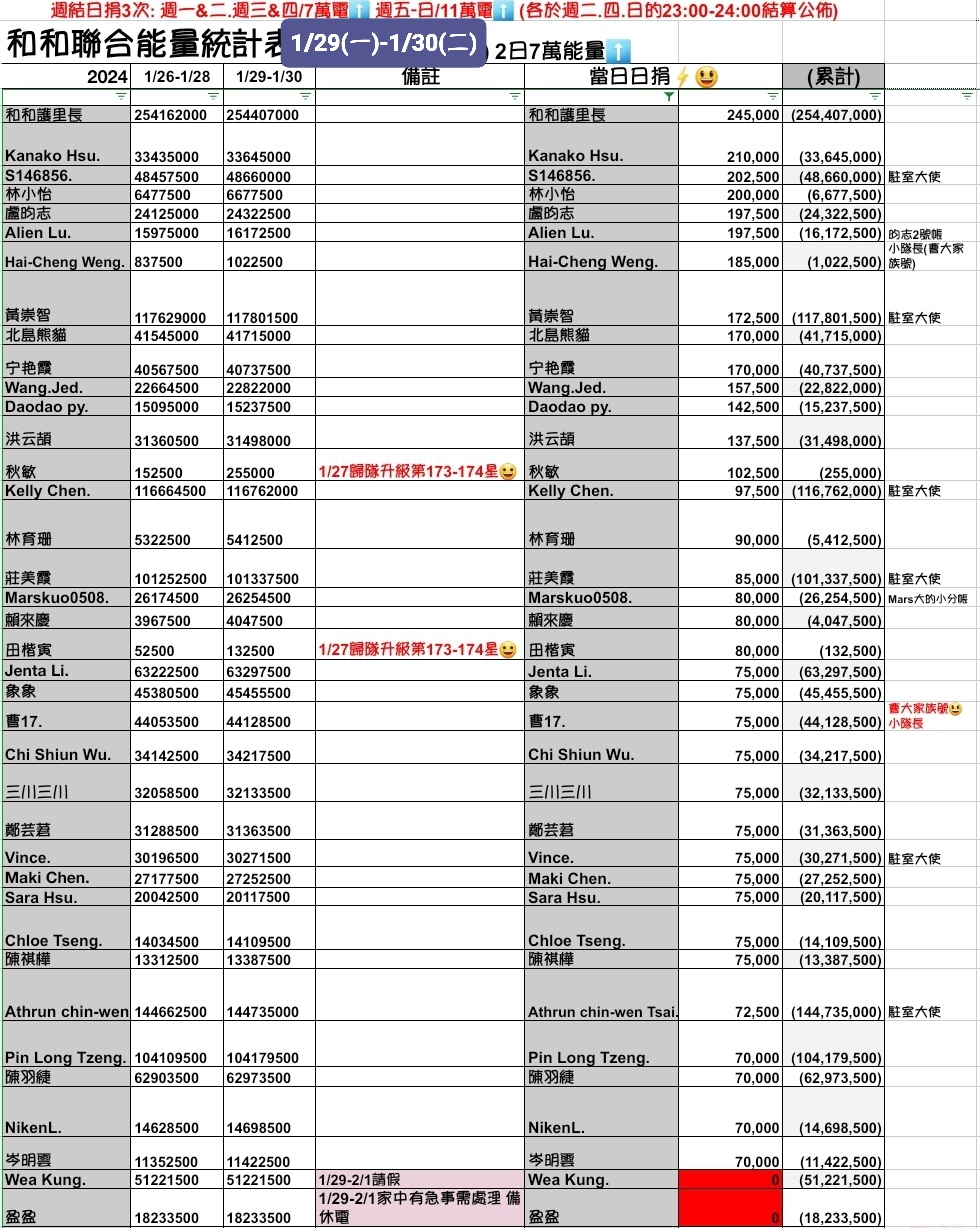 週結日捐3次: 週一&二.週三&四/7萬電⬆️ 週五-日/11萬電⬆️ (各於週二.四.日的23:00-24:00結算公佈)
和和聯合能量統計表 1/29(一)-1/30(二) ) 2日7萬能量⬆️
2024 1/26-1/28 1/29-1/30 備註 當日日捐⚡😃 (累計)
和和護里長 254162000 254407000 和和護里長 245,000 (254,407,000)
Kanako Hsu. 33435000 33645000 Kanako Hsu. 210,000 (33,645,000)
S146856. 48457500 48660000 S146856. 202,500 (48,660,000) 駐室大使
林小怡 6477500 6677500 林小怡 200,000 (6,677,500)
盧昀志 24125000 24322500 盧昀志 197,500 (24,322,500)
Alien Lu. 15975000 16172500 Alien Lu. 197,500 (16,172,500) 昀志2號帳
Hai-Cheng Weng. 837500 1022500 Hai-Cheng Weng. 185,000 (1,022,500) 小隊長(曹大家
族號)
黃崇智 117629000 117801500 黃崇智 172,500 (117,801,500) 駐室大使
北島熊貓 41545000 41715000 北島熊貓 170,000 (41,715,000)
宁艳霞 40567500 40737500 宁艳霞 170,000 (40,737,500)
Wang.Jed. 22664500 22822000 Wang.Jed. 157,500 (22,822,000)
Daodao py. 15095000 15237500 Daodao py. 142,500 (15,237,500)
洪云頡 31360500 31498000 洪云頡 137,500 (31,498,000)
秋敏 152500 255000 1/27歸隊升級第173-174星😀 秋敏 102,500 (255,000)
Kelly Chen. 116664500 116762000 Kelly Chen. 97,500 (116,762,000) 駐室大使
林育珊 5322500 5412500 林育珊 90,000 (5,412,500)
莊美霞 101252500 101337500 莊美霞 85,000 (101,337,500) 駐室大使
Marskuo0508. 26174500 26254500 Marskuo0508. 80,000 (26,254,500) Mars大的小分帳
賴來慶 3967500 4047500 賴來慶 80,000 (4,047,500)
田楷寅 52500 132500 1/27歸隊升級第173-174星😀 田楷寅 80,000 (132,500)
Jenta Li. 63222500 63297500 Jenta Li. 75,000 (63,297,500)
象象 45380500 45455500 象象 75,000 (45,455,500)
曹17. 44053500 44128500 曹17. 75,000 (44,128,500) 曹大家族號😃
小隊長
Chi Shiun Wu. 34142500 34217500 Chi Shiun Wu. 75,000 (34,217,500)
三川三川 32058500 32133500 三川三川 75,000 (32,133,500)
鄭芸莙 31288500 31363500 鄭芸莙 75,000 (31,363,500)
Vince. 30196500 30271500 Vince. 75,000 (30,271,500) 駐室大使
Maki Chen. 27177500 27252500 Maki Chen. 75,000 (27,252,500)
Sara Hsu. 20042500 20117500 Sara Hsu. 75,000 (20,117,500)
Chloe Tseng. 14034500 14109500 Chloe Tseng. 75,000 (14,109,500)
陳祺樺 13312500 13387500 陳祺樺 75,000 (13,387,500)
Athrun chin-wen 144662500 144735000 Athrun chin-wen Tsai. 72,500 (144,735,000) 駐室大使
Pin Long Tzeng. 104109500 104179500 Pin Long Tzeng. 70,000 (104,179,500)
陳羽緁 62903500 62973500 陳羽緁 70,000 (62,973,500)
NikenL. 14628500 14698500 NikenL. 70,000 (14,698,500)
岑明雲 11352500 11422500 岑明雲 70,000 (11,422,500)
Wea Kung. 51221500 51221500 1/29-2/1請假 Wea Kung. 0 (51,221,500)
盈盈 18233500 18233500 1/29-2/1家中有急事需處理 備
休電 盈盈 0 (18,233,500)